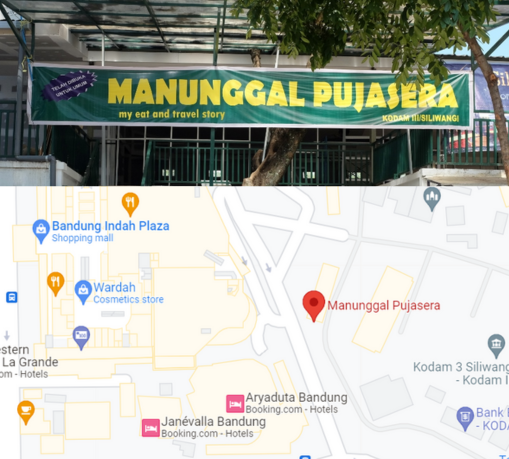 TELAH DIBUKA
UNTUK UMUM
MANUNGGAL PUJASERA
my eat and travel story
KODAM III/SILIWANGI
Bandung Indah Plaza
Shopping mall
Wardah
Cosmetics store
Manunggal Pujasera
estern
La Grande
om - Hotels
Kodam 3 Siliwang
- Kodam I
Aryaduta Bandung
Booking.com - Hotels
Janévalla Bandung
Booking.com - Hotels
Bank
- KODA